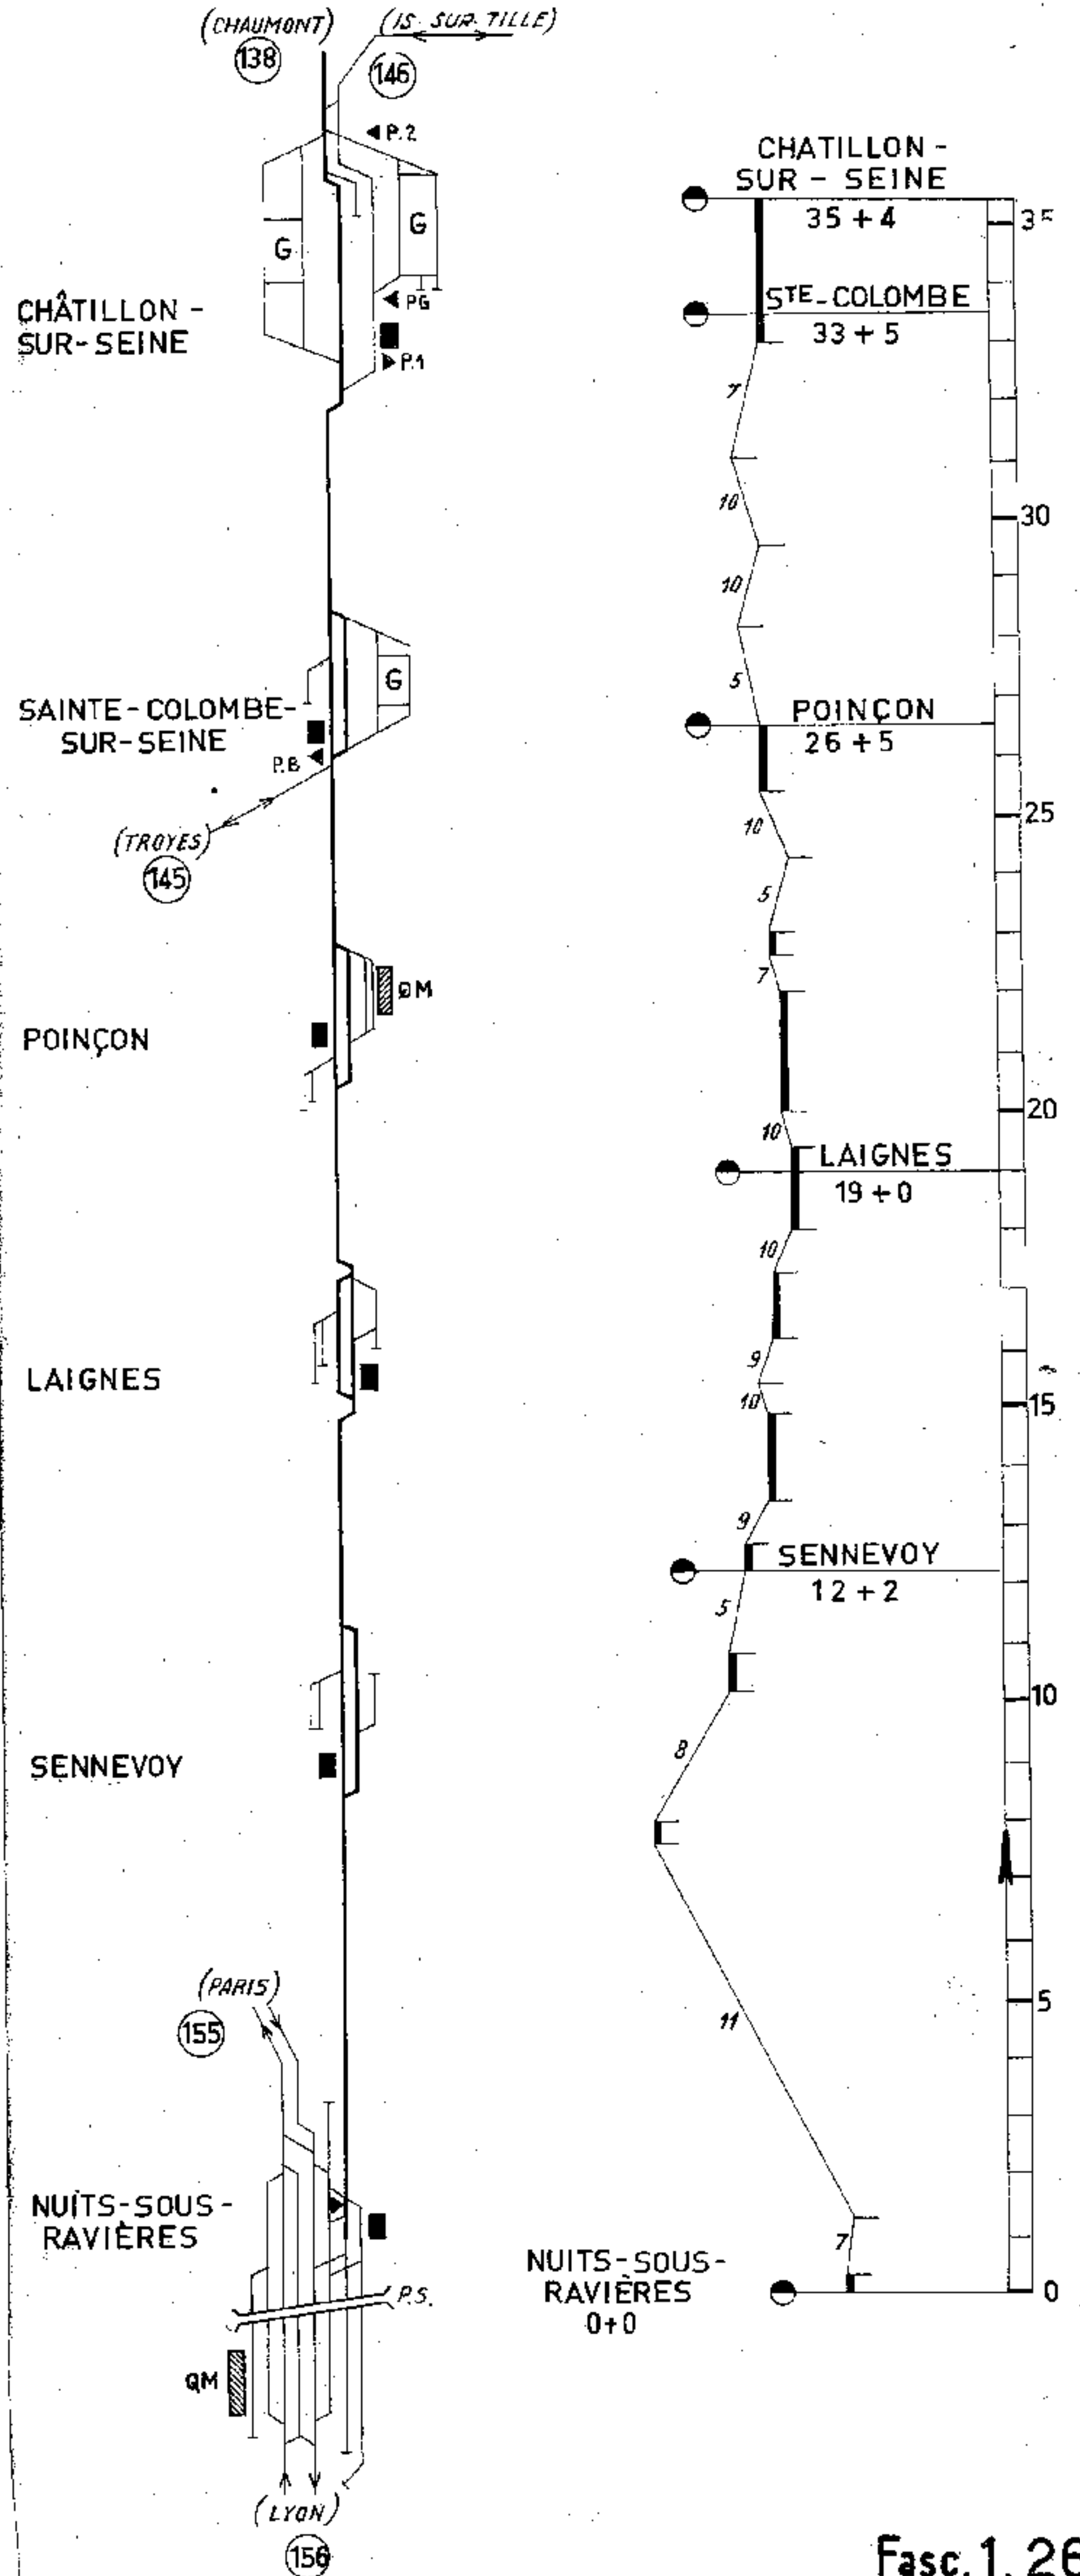 (CHAUMONT)
138
(IS-SUR-TILLE)
146
P.2
G
G
PG
P.1
CHÂTILLON -
SUR-SEINE
G
SAINTE-COLOMBE-
SUR-SEINE
P.B
(TROYES)
145
POINÇON
QM
LAIGNES
SENNEVOY
(PARIS)
155
NUITS-SOUS-
RAVIÈRES
P.S.
QM
(LYON)
156
CHATILLON -
SUR - SEINE
35 + 4
35
STE-COLOMBE
33 + 5
7
10
30
10
5
POINÇON
26 + 5
25
10
5
7
20
10
LAIGNES
19 + 0
10
9
10
15
9
SENNEVOY
12 + 2
5
10
8
11
5
7
NUITS-SOUS-
RAVIÈRES
0+0
0
Fasc. 1. 26